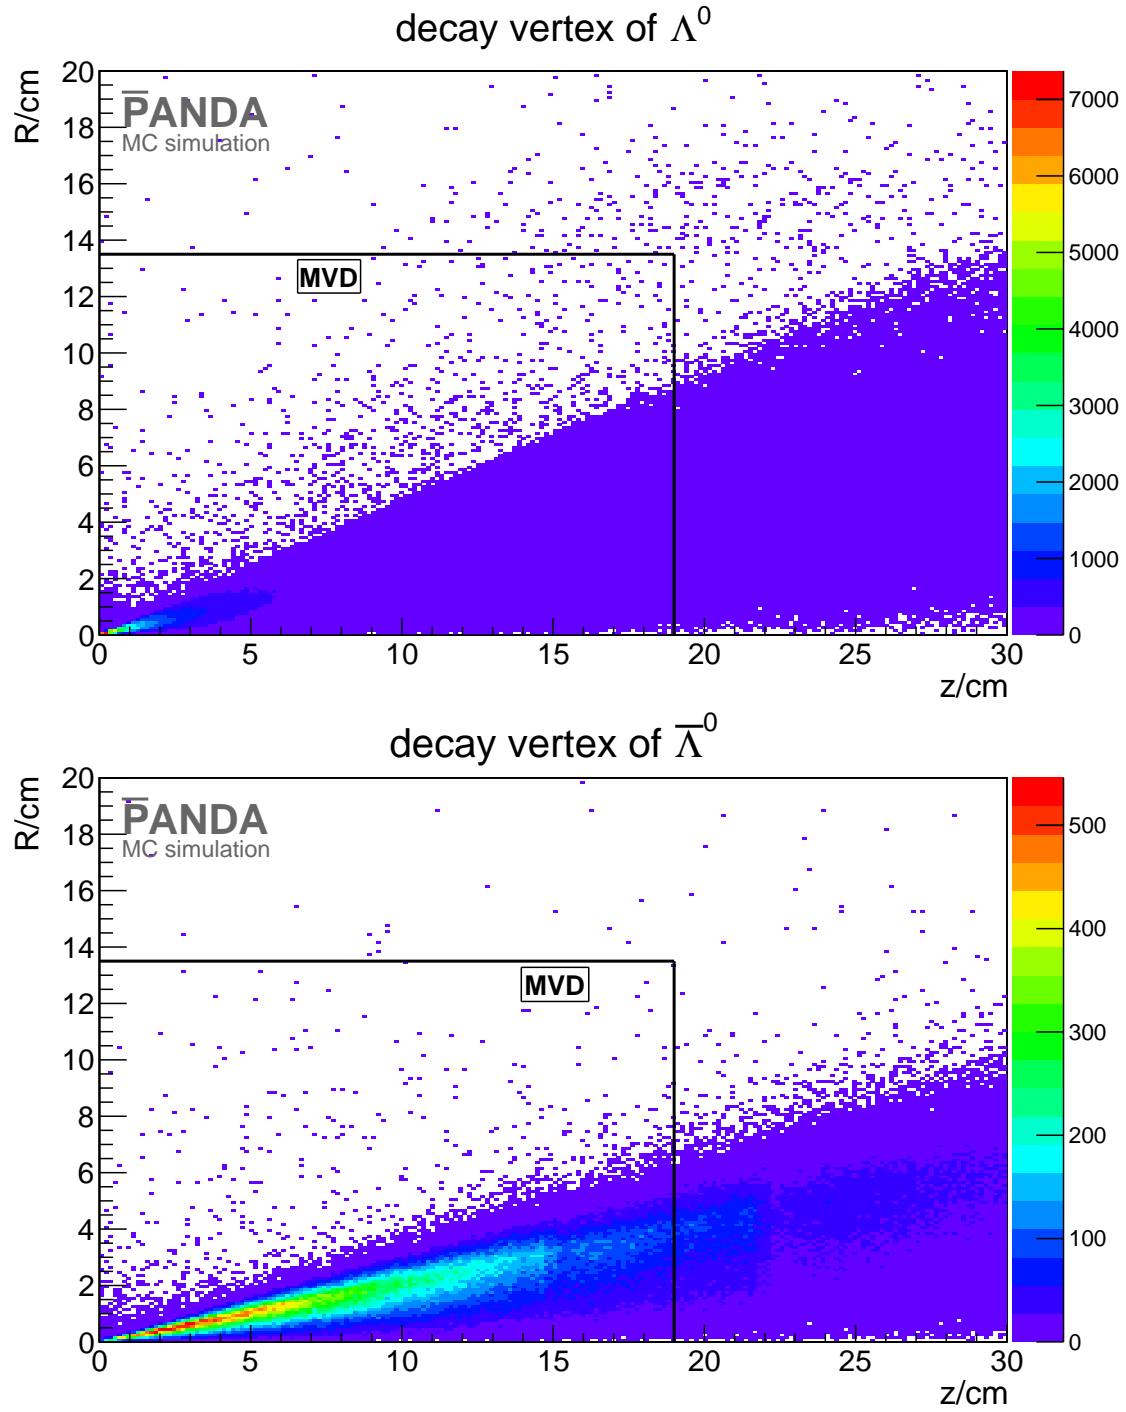 decay vertex of Λ⁰
R/cm
20
18
16
14
12
10
8
6
4
2
0
P̅ANDA
MC simulation
MVD
7000
6000
5000
4000
3000
2000
1000
0
0 5 10 15 20 25 30
z/cm
decay vertex of Λ̅⁰
R/cm
20
18
16
14
12
10
8
6
4
2
0
P̅ANDA
MC simulation
MVD
500
400
300
200
100
0
0 5 10 15 20 25 30
z/cm